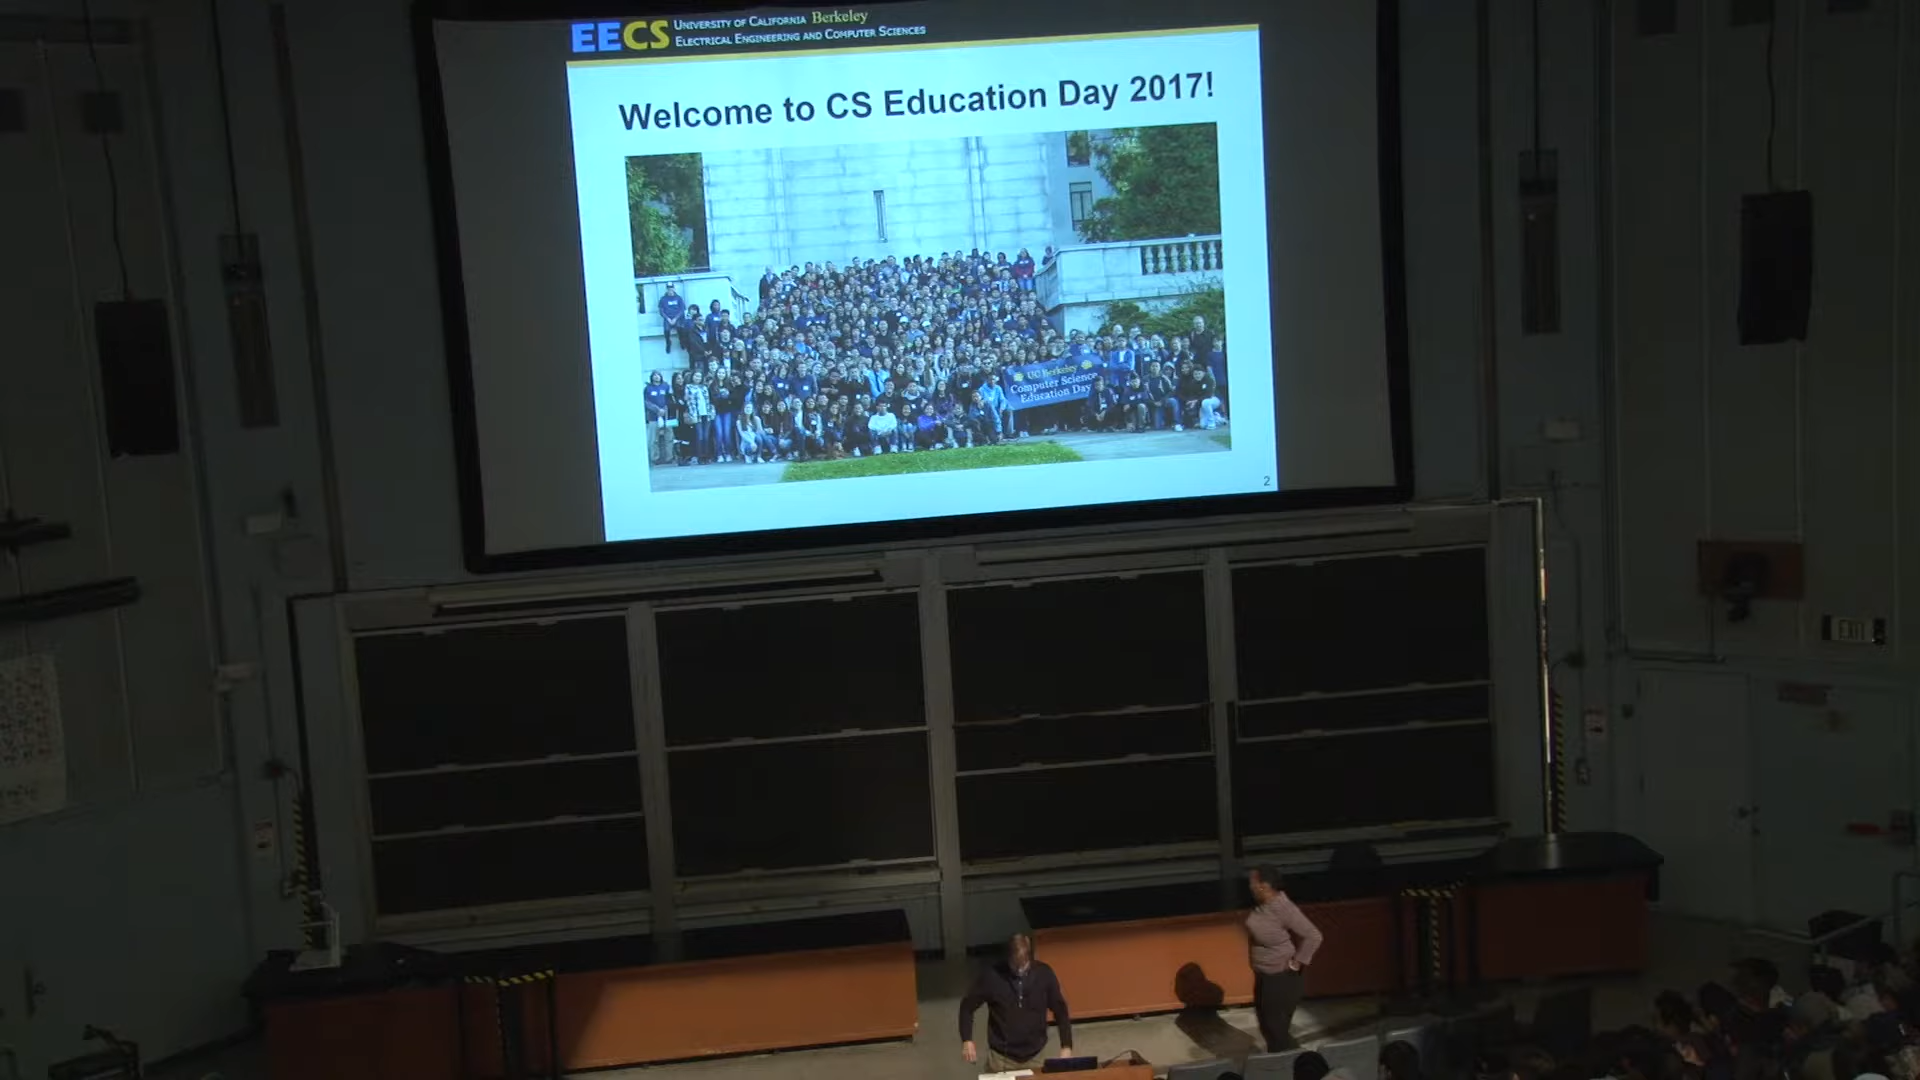 EECS UNIVERSITY OF CALIFORNIA Berkeley
ELECTRICAL ENGINEERING AND COMPUTER SCIENCES
Welcome to CS Education Day 2017!
UC Berkeley
Computer Science
Education Day
2
EXIT